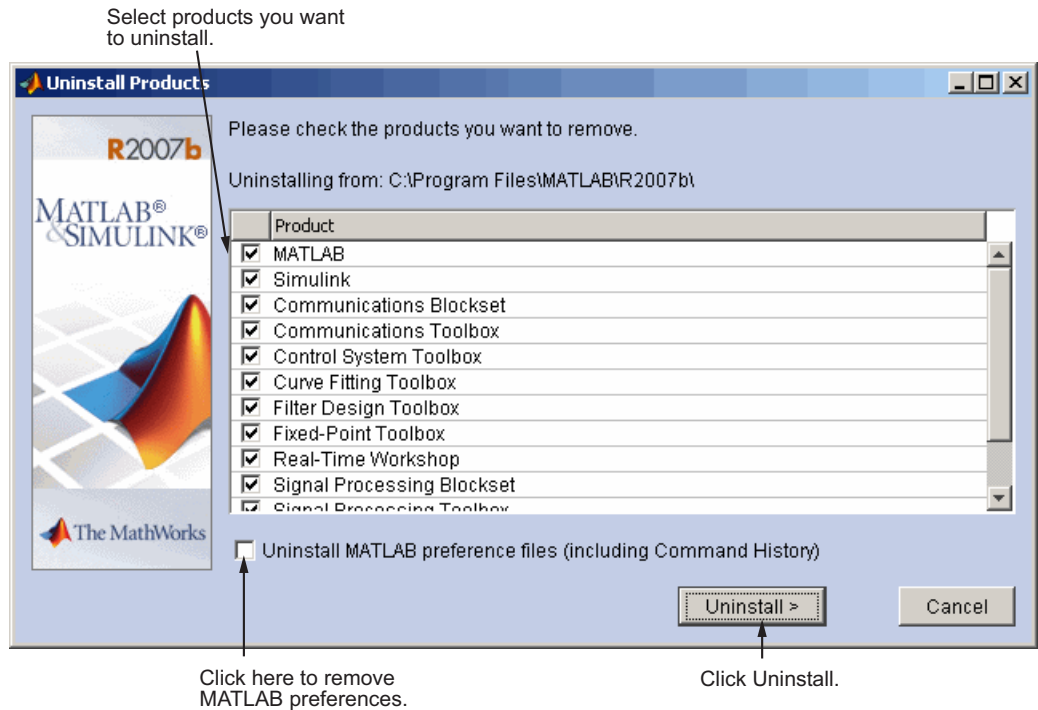 Select products you want
to uninstall.
Uninstall Products
R2007b
MATLAB®
&SIMULINK®
The MathWorks
Please check the products you want to remove.
Uninstalling from: C:\Program Files\MATLAB\R2007b\
Product
MATLAB
Simulink
Communications Blockset
Communications Toolbox
Control System Toolbox
Curve Fitting Toolbox
Filter Design Toolbox
Fixed-Point Toolbox
Real-Time Workshop
Signal Processing Blockset
Signal Processing Toolbox
Uninstall MATLAB preference files (including Command History)
Uninstall >
Cancel
Click here to remove
MATLAB preferences.
Click Uninstall.